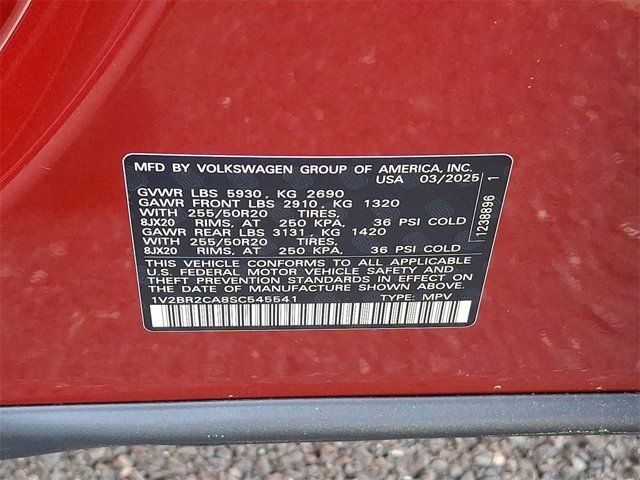 MFD BY VOLKSWAGEN GROUP OF AMERICA, INC.
USA 03/2025
GVWR LBS 5930, KG 2690
GAWR FRONT LBS 2910, KG 1320
WITH 255/50R20 TIRES,
8JX20 RIMS, AT 250 KPA, 36 PSI COLD
GAWR REAR LBS 3131, KG 1420
WITH 255/50R20 TIRES,
8JX20 RIMS, AT 250 KPA, 36 PSI COLD
THIS VEHICLE CONFORMS TO ALL APPLICABLE
U.S. FEDERAL MOTOR VEHICLE SAFETY AND
THEFT PREVENTION STANDARDS IN EFFECT ON
THE DATE OF MANUFACTURE SHOWN ABOVE.
1V2BR2CA8SC545541 TYPE: MPV
1238896 1